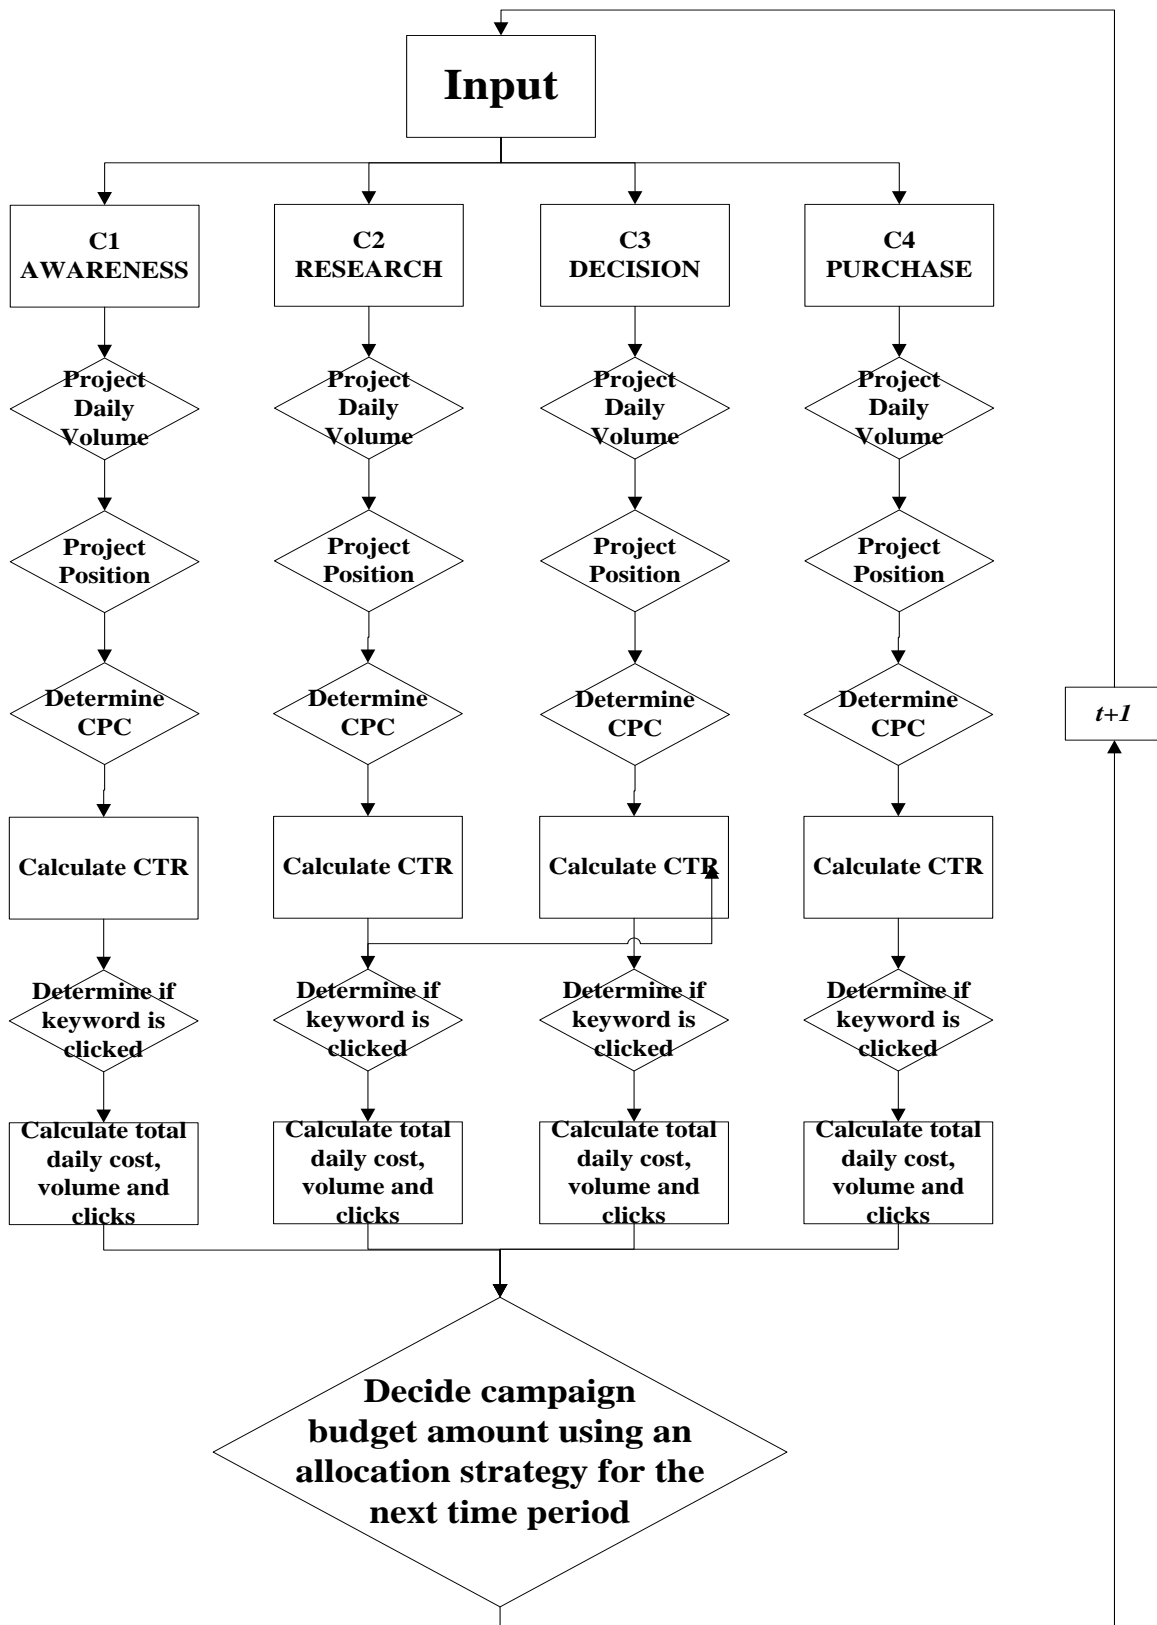 Input
C1
AWARENESS
C2
RESEARCH
C3
DECISION
C4
PURCHASE
Project
Daily
Volume
Project
Daily
Volume
Project
Daily
Volume
Project
Daily
Volume
Project
Position
Project
Position
Project
Position
Project
Position
Determine
CPC
Determine
CPC
Determine
CPC
Determine
CPC
t+1
Calculate CTR
Calculate CTR
Calculate CTR
Calculate CTR
Determine if
keyword is
clicked
Determine if
keyword is
clicked
Determine if
keyword is
clicked
Determine if
keyword is
clicked
Calculate total
daily cost,
volume and
clicks
Calculate total
daily cost,
volume and
clicks
Calculate total
daily cost,
volume and
clicks
Calculate total
daily cost,
volume and
clicks
Decide campaign
budget amount using an
allocation strategy for the
next time period